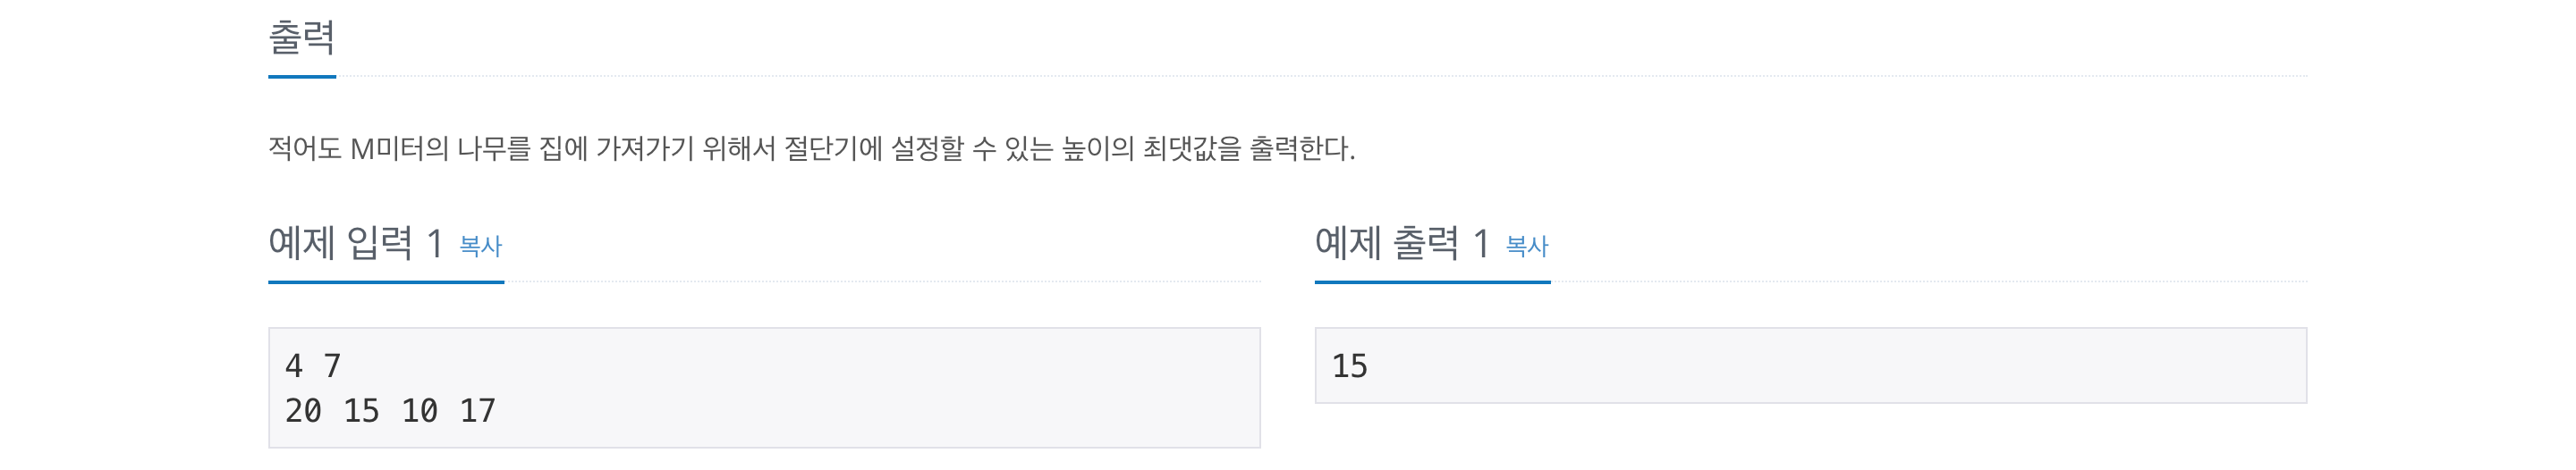 출력
적어도 M미터의 나무를 집에 가져가기 위해서 절단기에 설정할 수 있는 높이의 최댓값을 출력한다.
예제 입력 1 복사
4 7
20 15 10 17
예제 출력 1 복사
15